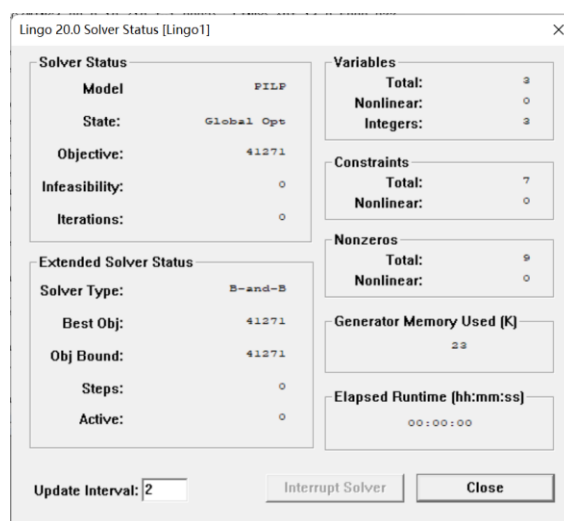 Lingo 20.0 Solver Status [Lingo1]
Solver Status
Model PILP
State: Global Opt
Objective: 41271
Infeasibility: 0
Iterations: 0
Extended Solver Status
Solver Type: B-and-B
Best Obj: 41271
Obj Bound: 41271
Steps: 0
Active: 0
Variables
Total: 3
Nonlinear: 0
Integers: 3
Constraints
Total: 7
Nonlinear: 0
Nonzeros
Total: 9
Nonlinear: 0
Generator Memory Used (K)
23
Elapsed Runtime (hh:mm:ss)
00:00:00
Update Interval: 2
Interrupt Solver
Close